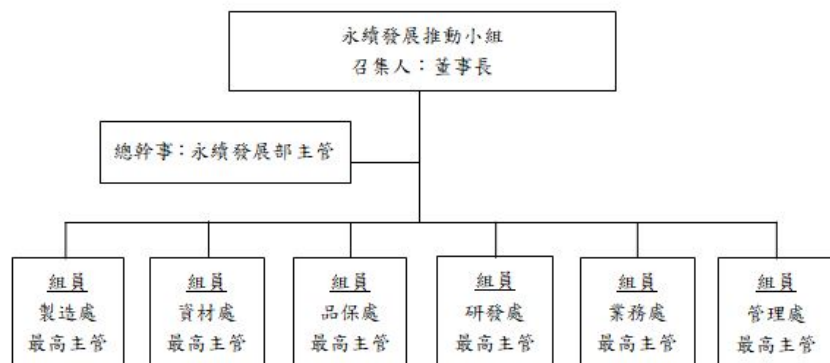 永續發展推動小組
召集人：董事長
總幹事：永續發展部主管
組員
製造處
最高主管
組員
資材處
最高主管
組員
品保處
最高主管
組員
研發處
最高主管
組員
業務處
最高主管
組員
管理處
最高主管